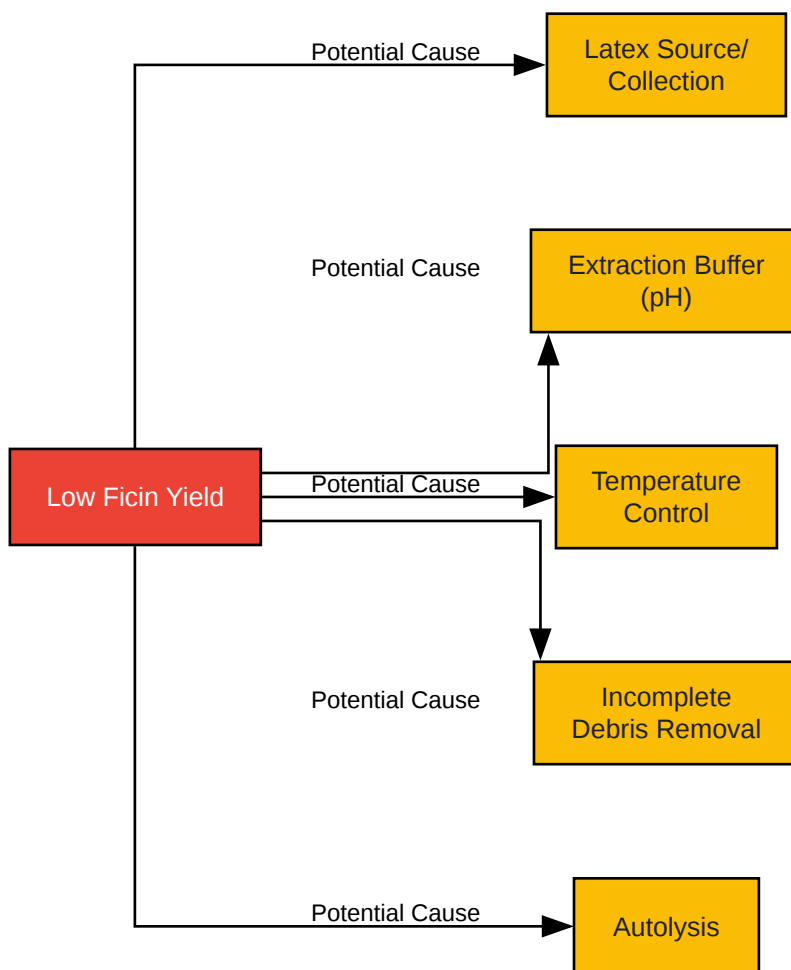 Potential Cause
Latex Source/
Collection
Potential Cause
Extraction Buffer
(pH)
Low Ficin Yield
Potential Cause
Temperature
Control
Potential Cause
Incomplete
Debris Removal
Potential Cause
Autolysis